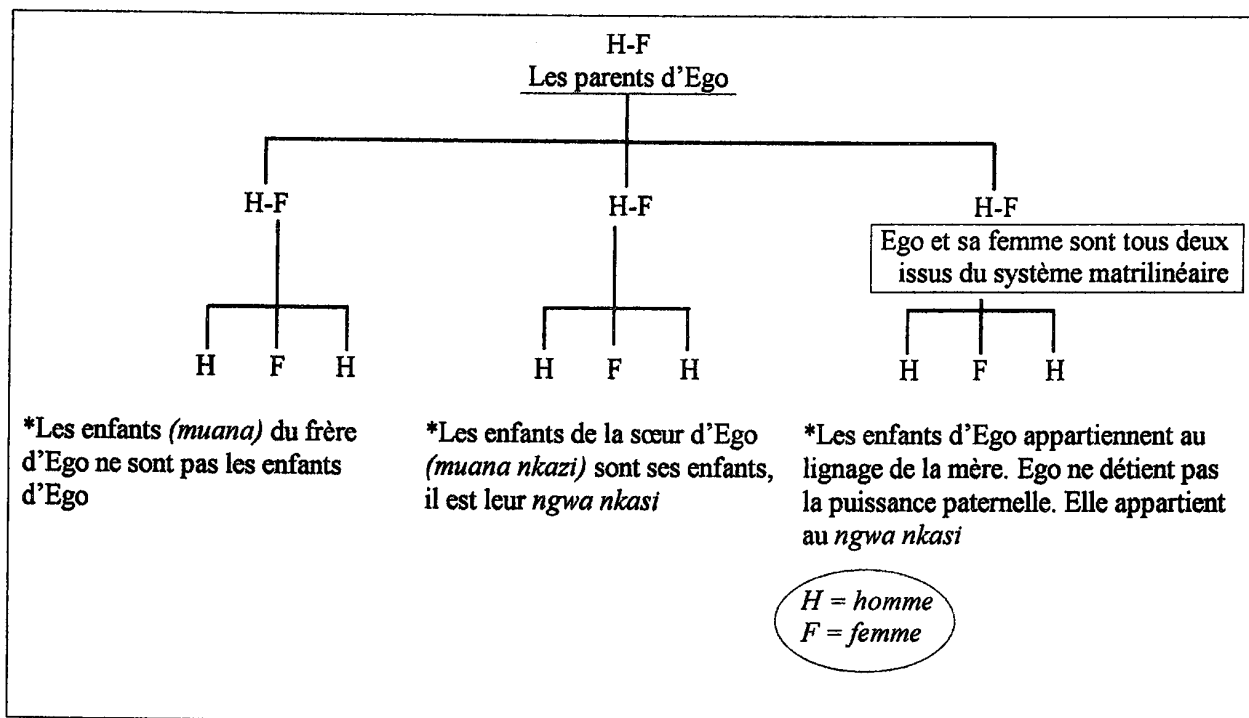 H-F
Les parents d'Ego
H-F
H-F
H-F
Ego et sa femme sont tous deux
issus du système matrilinéaire
H F H
H F H
H F H
*Les enfants (muana) du frère
d'Ego ne sont pas les enfants
d'Ego
*Les enfants de la sœur d'Ego
(muana nkazi) sont ses enfants,
il est leur ngwa nkasi
*Les enfants d'Ego appartiennent au
lignage de la mère. Ego ne détient pas
la puissance paternelle. Elle appartient
au ngwa nkasi
H = homme
F = femme